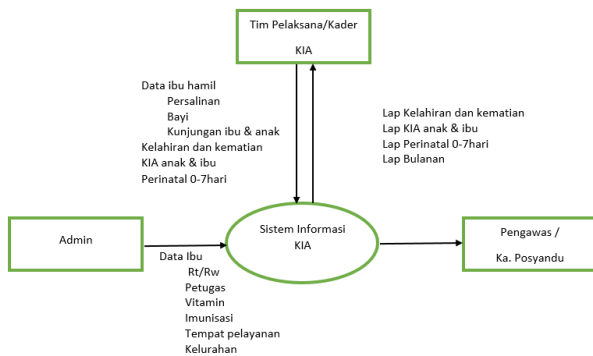 Tim Pelaksana/Kader
KIA
Data ibu hamil
Persalinan
Bayi
Kunjungan ibu & anak
Kelahiran dan kematian
KIA anak & ibu
Perinatal 0-7hari
Lap Kelahiran dan kematian
Lap KIA anak & ibu
Lap Perinatal 0-7hari
Lap Bulanan
Admin
Sistem Informasi
KIA
Pengawas /
Ka. Posyandu
Data Ibu
Rt/Rw
Petugas
Vitamin
Imunisasi
Tempat pelayanan
Kelurahan